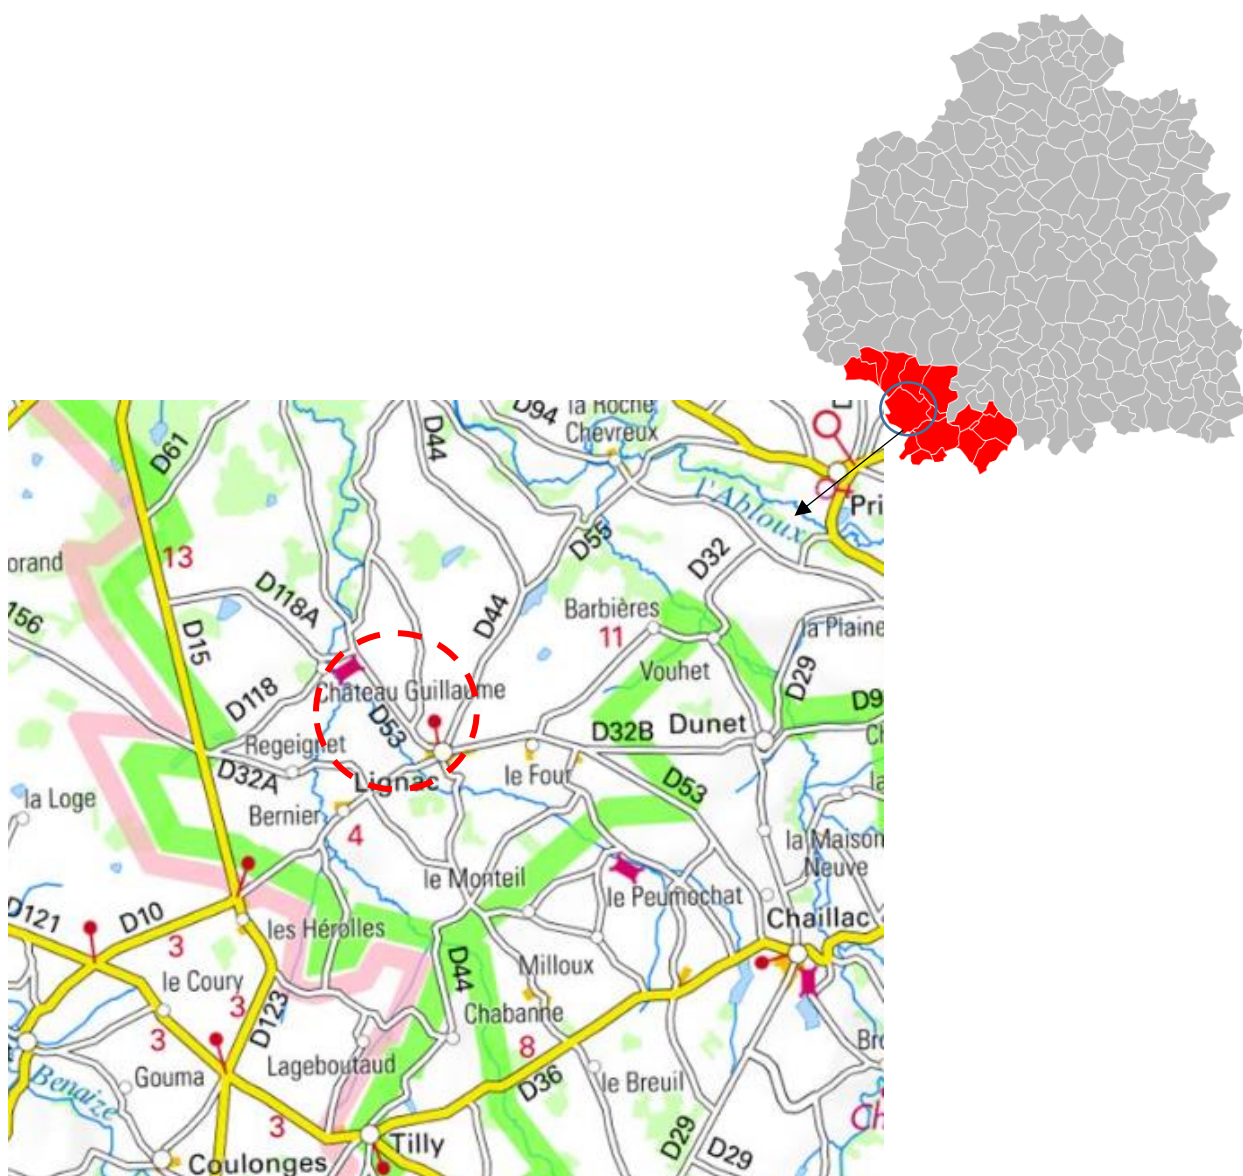 D94
la Roche
Chevreux
D61
D44
l'Abloux
Pri
D55
13
orand
D32
D118A
Barbières
11
la Plaine
156
D44
D15
Vouhet
D29
Château Guillaume
D118
D53
D32B
Dunet
D9
Regeignet
D32A
Lignac
le Four
D53
la Loge
Bernier
4
la Maison
Neuve
le Monteil
le Peumochat
Chaillac
D121
D10
3
les Hérolles
D44
Milloux
le Coury
3
D123
Chabanne
3
8
Lageboutaud
Gouma
Benaize
D36
le Breuil
Bro
Ch
3
Tilly
D29
D29
Coulonges